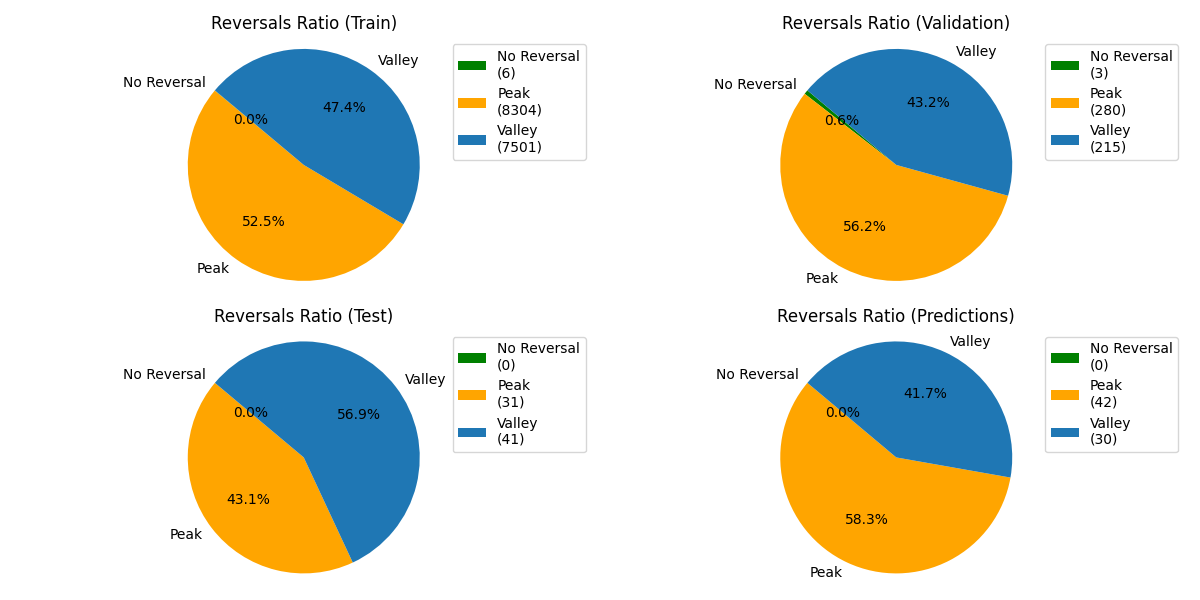 Reversals Ratio (Train)
No Reversal
Valley
0.0%
47.4%
52.5%
Peak
No Reversal
(6)
Peak
(8304)
Valley
(7501)
Reversals Ratio (Validation)
No Reversal
Valley
0.6%
43.2%
56.2%
Peak
No Reversal
(3)
Peak
(280)
Valley
(215)
Reversals Ratio (Test)
No Reversal
Valley
0.0%
56.9%
43.1%
Peak
No Reversal
(0)
Peak
(31)
Valley
(41)
Reversals Ratio (Predictions)
Valley
No Reversal
0.0%
41.7%
58.3%
Peak
No Reversal
(0)
Peak
(42)
Valley
(30)